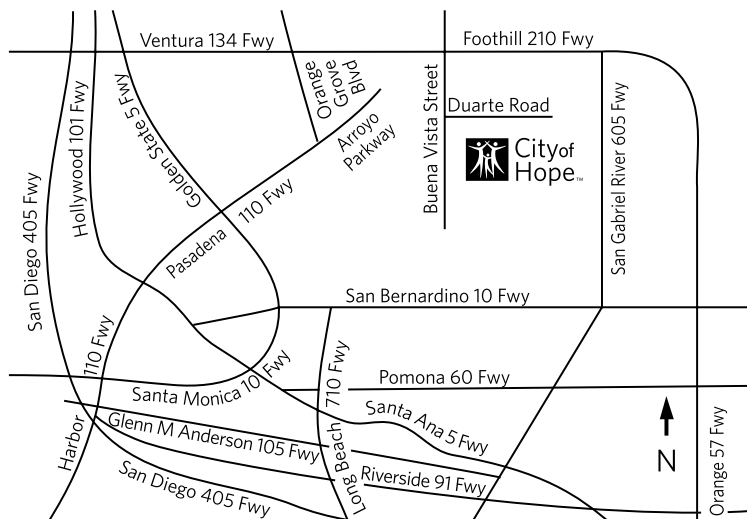 Ventura 134 Fwy
Foothill 210 Fwy
Orange
Grove
Blvd
Golden State 5 Fwy
Hollywood 101 Fwy
Arroyo
Parkway
Buena Vista Street
Duarte Road
City of
Hope™
San Gabriel River 605 Fwy
San Diego 405 Fwy
Pasadena 110 Fwy
San Bernardino 10 Fwy
110 Fwy
Santa Monica 10 Fwy
710 Fwy
Pomona 60 Fwy
Santa Ana 5 Fwy
Harbor
Glenn M Anderson 105 Fwy
Long Beach
Riverside 91 Fwy
San Diego 405 Fwy
N
Orange 57 Fwy